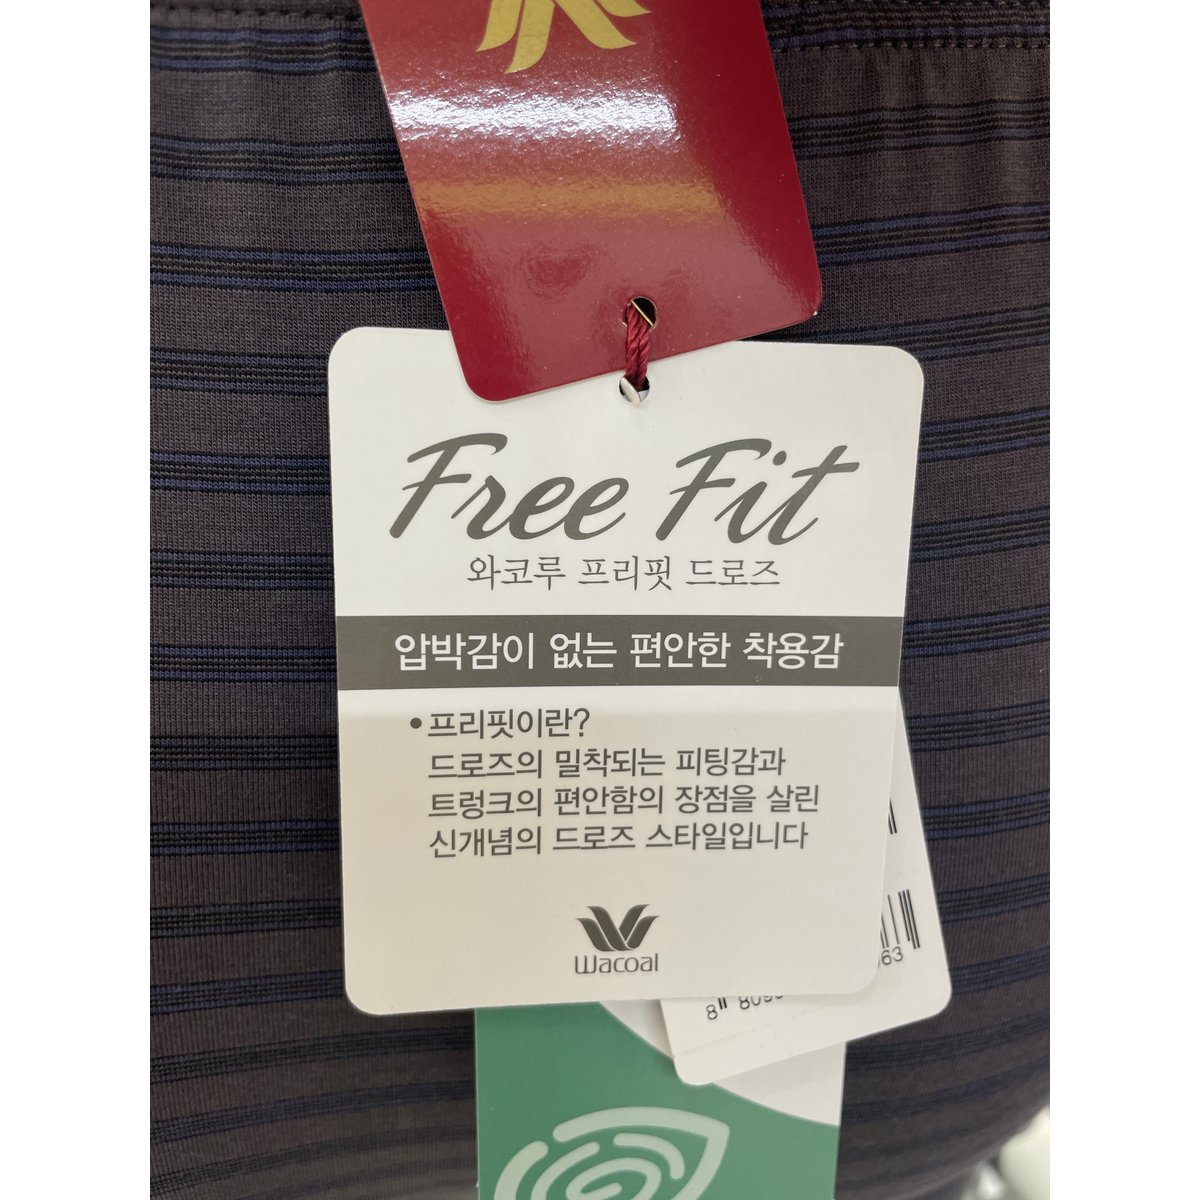 Free Fit
와코루 프리핏 드로즈
압박감이 없는 편안한 착용감
•프리핏이란?
드로즈의 밀착되는 피팅감과
트렁크의 편안함의 장점을 살린
신개념의 드로즈 스타일입니다
Wacoal